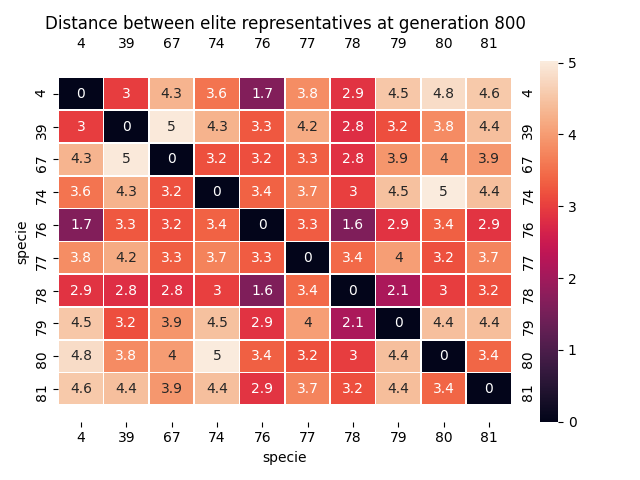 Distance between elite representatives at generation 800
4 39 67 74 76 77 78 79 80 81
4 0 3 4.3 3.6 1.7 3.8 2.9 4.5 4.8 4.6 4
39 3 0 5 4.3 3.3 4.2 2.8 3.2 3.8 4.4 39
67 4.3 5 0 3.2 3.2 3.3 2.8 3.9 4 3.9 67
74 3.6 4.3 3.2 0 3.4 3.7 3 4.5 5 4.4 74
76 1.7 3.3 3.2 3.4 0 3.3 1.6 2.9 3.4 2.9 76
77 3.8 4.2 3.3 3.7 3.3 0 3.4 4 3.2 3.7 77
78 2.9 2.8 2.8 3 1.6 3.4 0 2.1 3 3.2 78
79 4.5 3.2 3.9 4.5 2.9 4 2.1 0 4.4 4.4 79
80 4.8 3.8 4 5 3.4 3.2 3 4.4 0 3.4 80
81 4.6 4.4 3.9 4.4 2.9 3.7 3.2 4.4 3.4 0 81
4 39 67 74 76 77 78 79 80 81
specie
specie
5
4
3
2
1
0